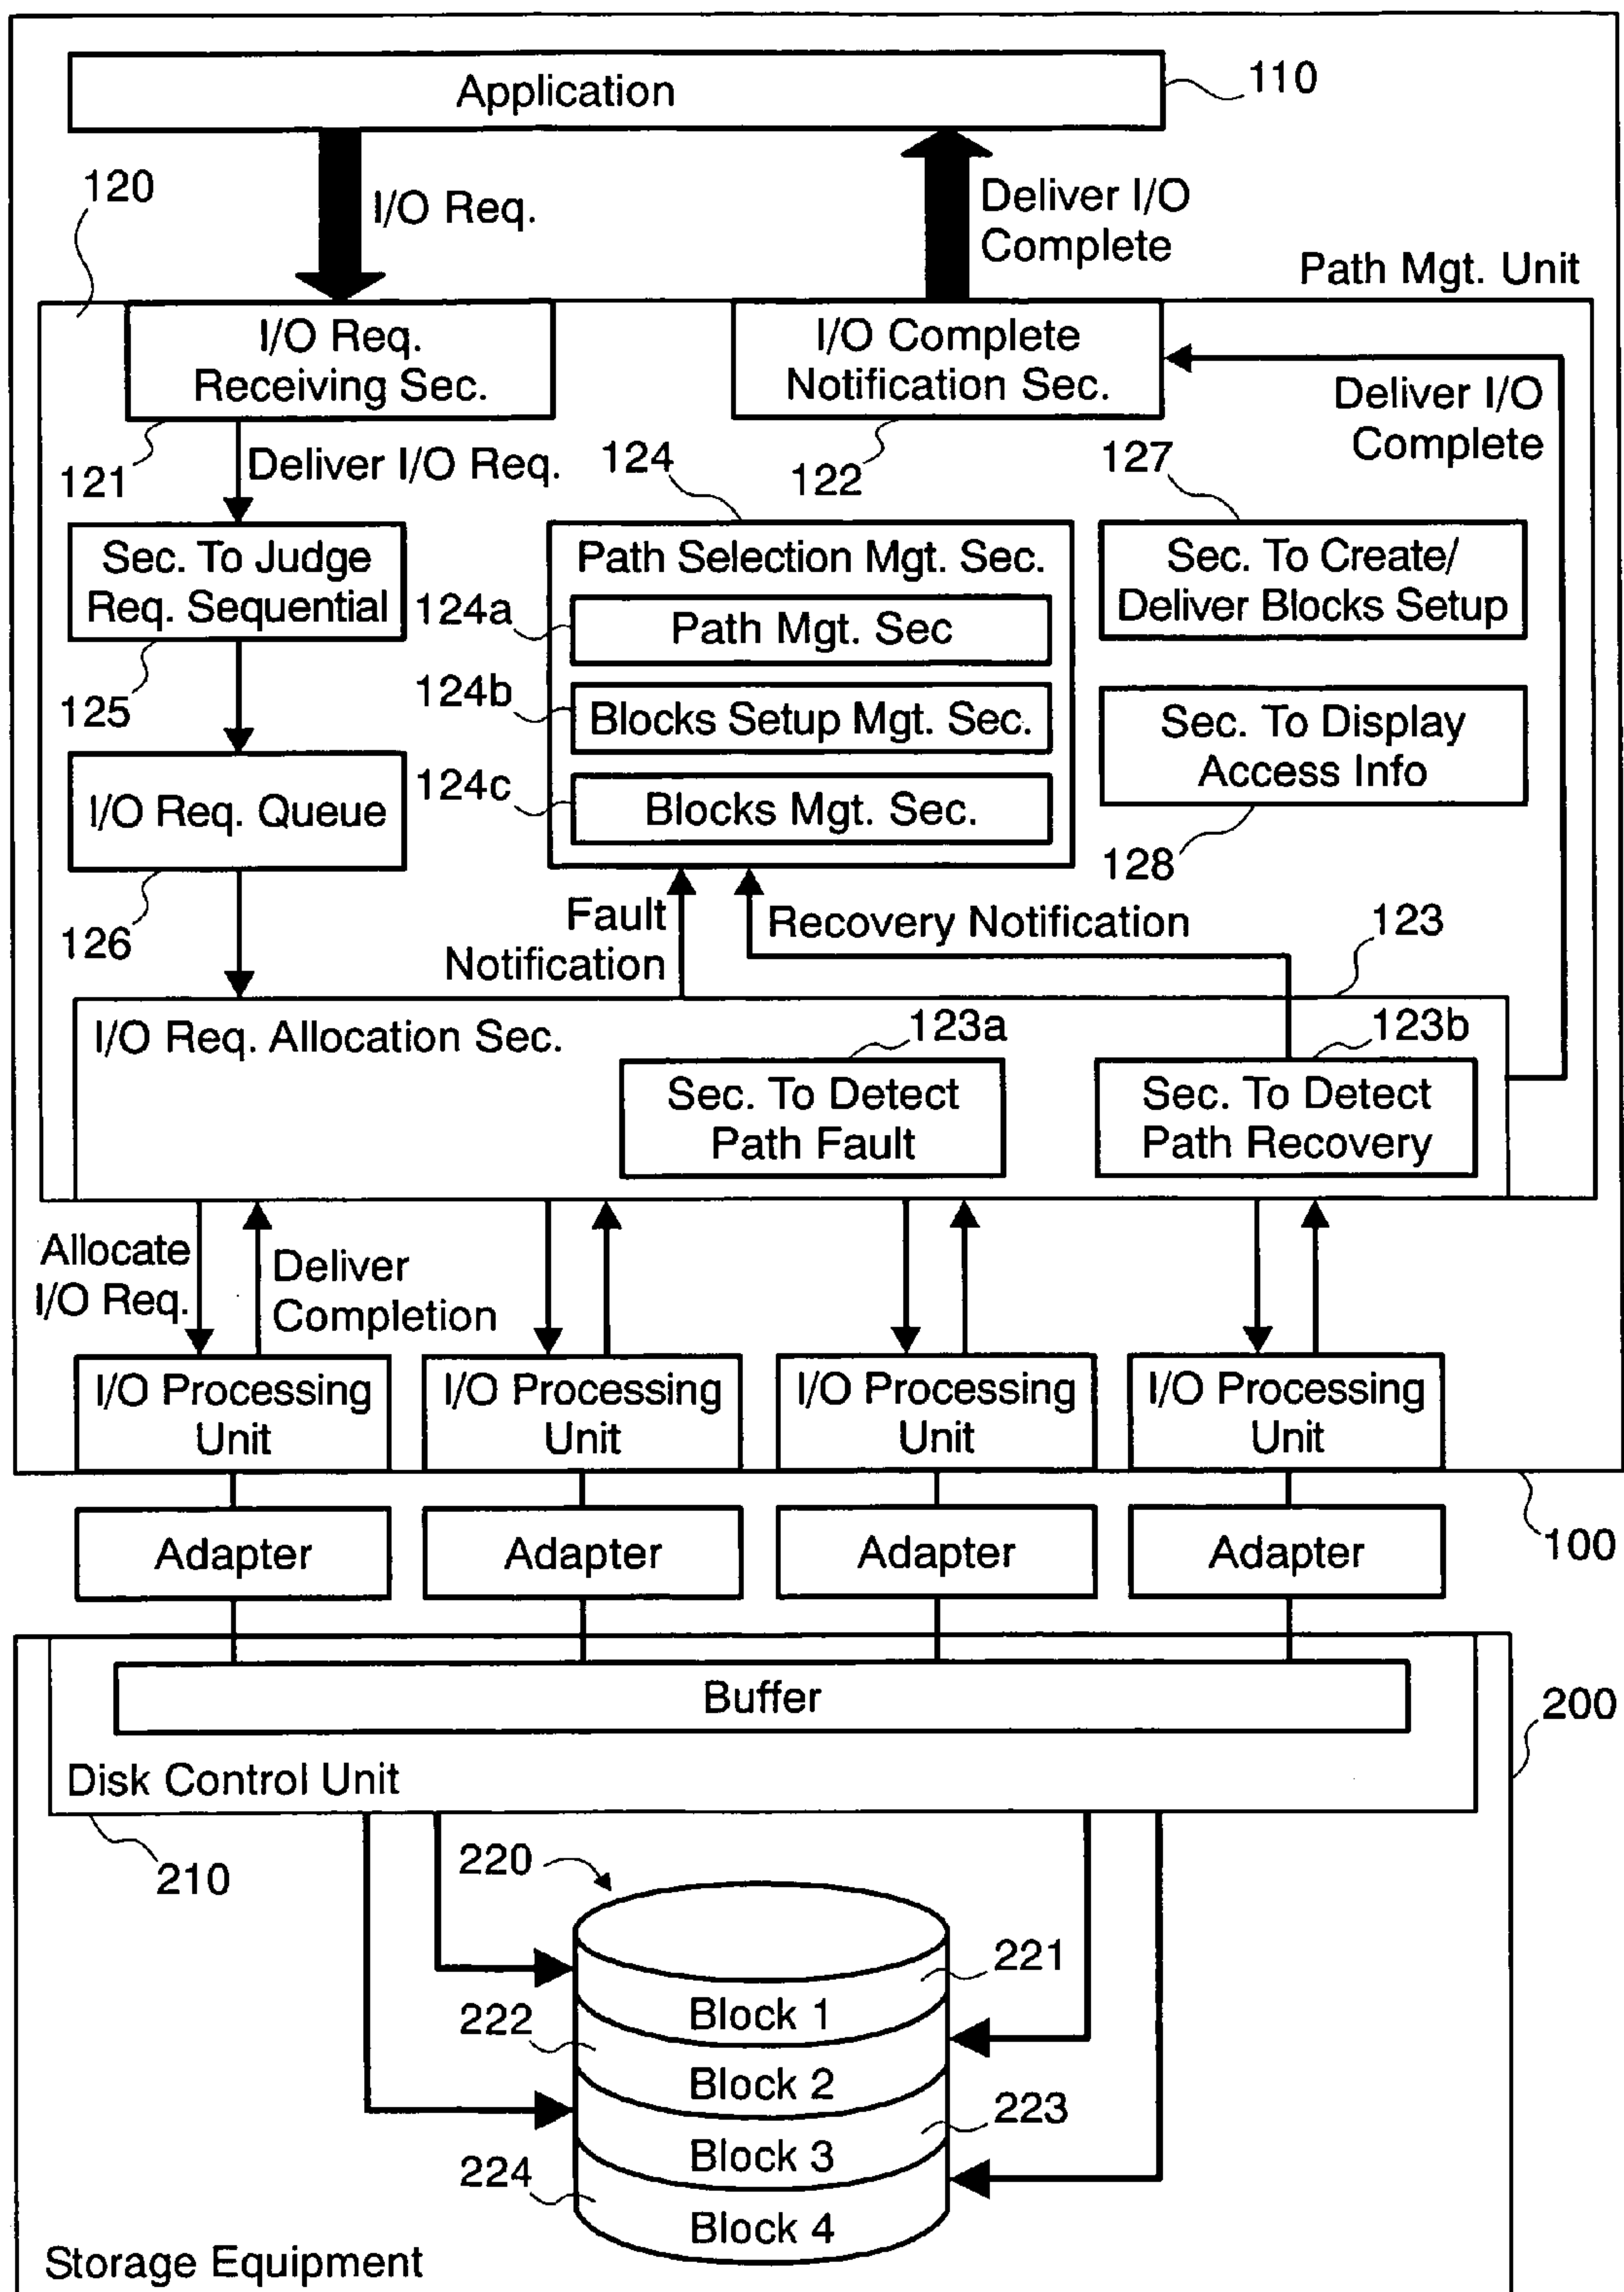 Application
110
120
I/O Req.
Deliver I/O
Complete
Path Mgt. Unit
I/O Req.
Receiving Sec.
I/O Complete
Notification Sec.
Deliver I/O
Complete
121
Deliver I/O Req.
124
122
127
Sec. To Judge
Req. Sequential
Path Selection Mgt. Sec.
Sec. To Create/
Deliver Blocks Setup
124a
Path Mgt. Sec
125
124b
Blocks Setup Mgt. Sec.
Sec. To Display
Access Info
I/O Req. Queue
124c
Blocks Mgt. Sec.
128
126
Fault
Notification
Recovery Notification
123
I/O Req. Allocation Sec.
123a
123b
Sec. To Detect
Path Fault
Sec. To Detect
Path Recovery
Allocate
I/O Req.
Deliver
Completion
I/O Processing
Unit
I/O Processing
Unit
I/O Processing
Unit
I/O Processing
Unit
100
Adapter
Adapter
Adapter
Adapter
Buffer
200
Disk Control Unit
210
220
221
Block 1
222
Block 2
223
Block 3
224
Block 4
Storage Equipment